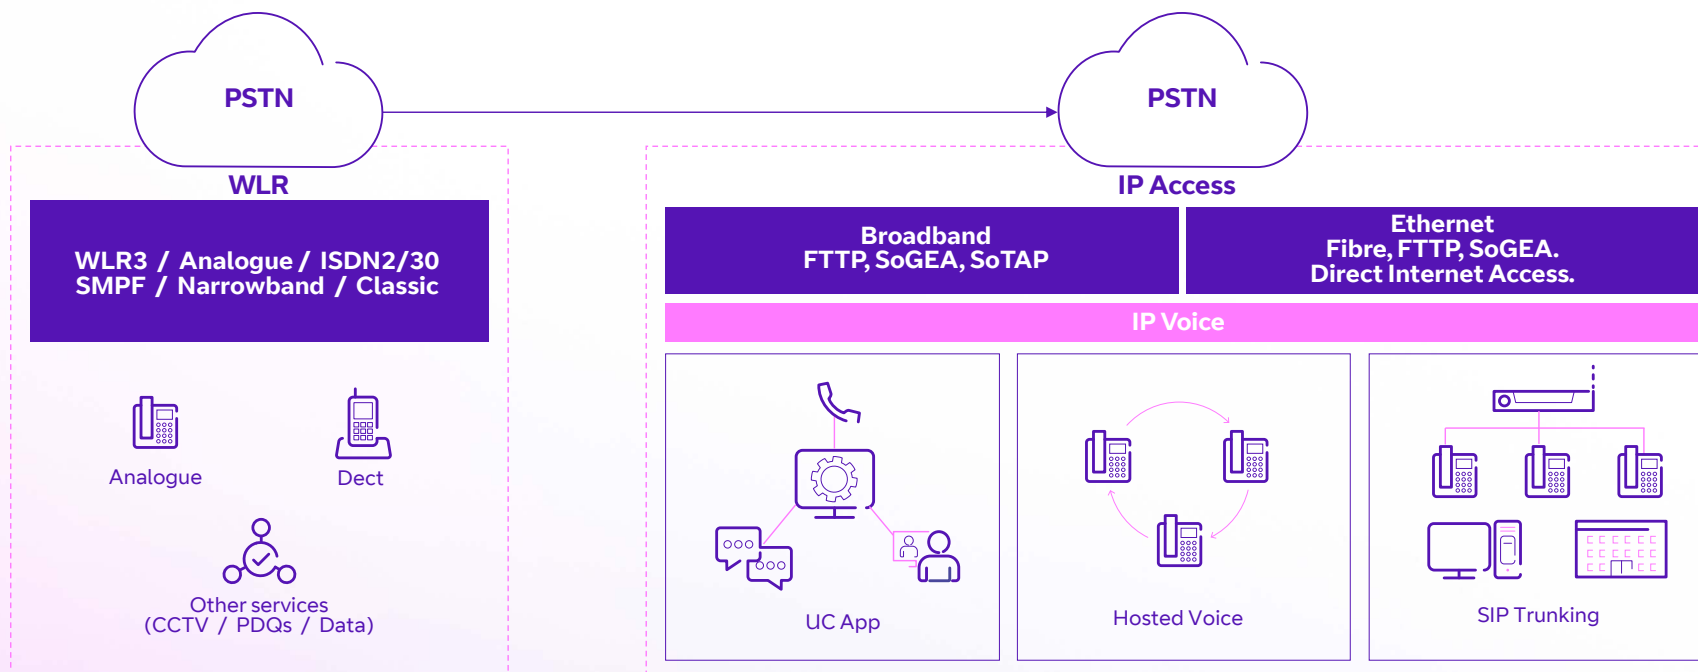 PSTN
PSTN
WLR
WLR3 / Analogue / ISDN2/30
SMPF / Narrowband / Classic
Analogue
Dect
Other services
(CCTV / PDQs / Data)
IP Access
Broadband
FTTP, SoGEA, SoTAP
Ethernet
Fibre, FTTP, SoGEA.
Direct Internet Access.
IP Voice
UC App
Hosted Voice
SIP Trunking